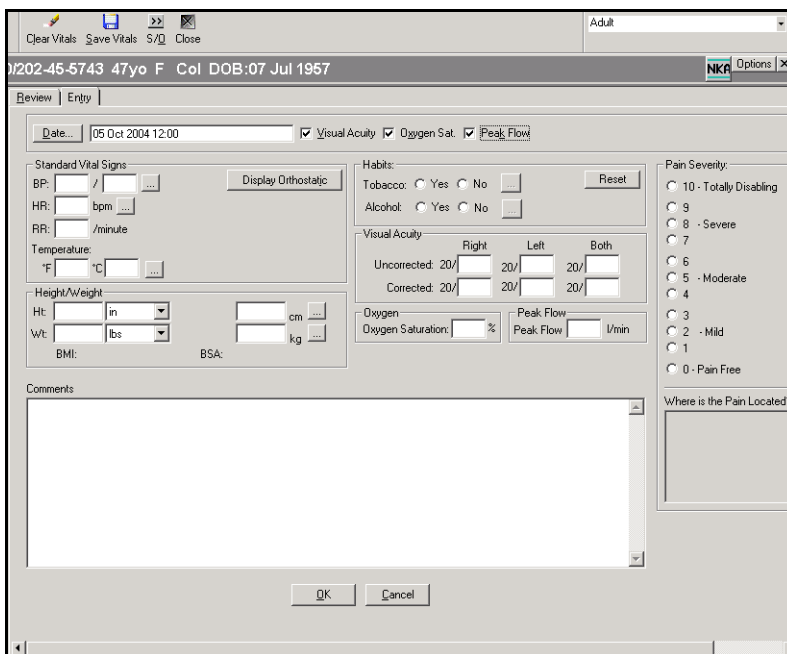 Adult
Clear Vitals Save Vitals S/O Close
/202-45-5743 47yo F Col DOB:07 Jul 1957
NKA Options X
Review Entry
Date... 05 Oct 2004 12:00 Visual Acuity Oxygen Sat. Peak Flow
Standard Vital Signs
BP: / ... Display Orthostatic
HR: bpm ...
RR: /minute
Temperature:
°F °C ...
Height/Weight
Ht: in cm ...
Wt: lbs kg ...
BMI: BSA:
Habits:
Tobacco: Yes No ... Reset
Alcohol: Yes No ...
Visual Acuity
Right Left Both
Uncorrected: 20/ 20/ 20/
Corrected: 20/ 20/ 20/
Oxygen
Oxygen Saturation: %
Peak Flow
Peak Flow l/min
Pain Severity:
10 - Totally Disabling
9
8 - Severe
7
6
5 - Moderate
4
3
2 - Mild
1
0 - Pain Free
Where is the Pain Located
Comments
OK Cancel